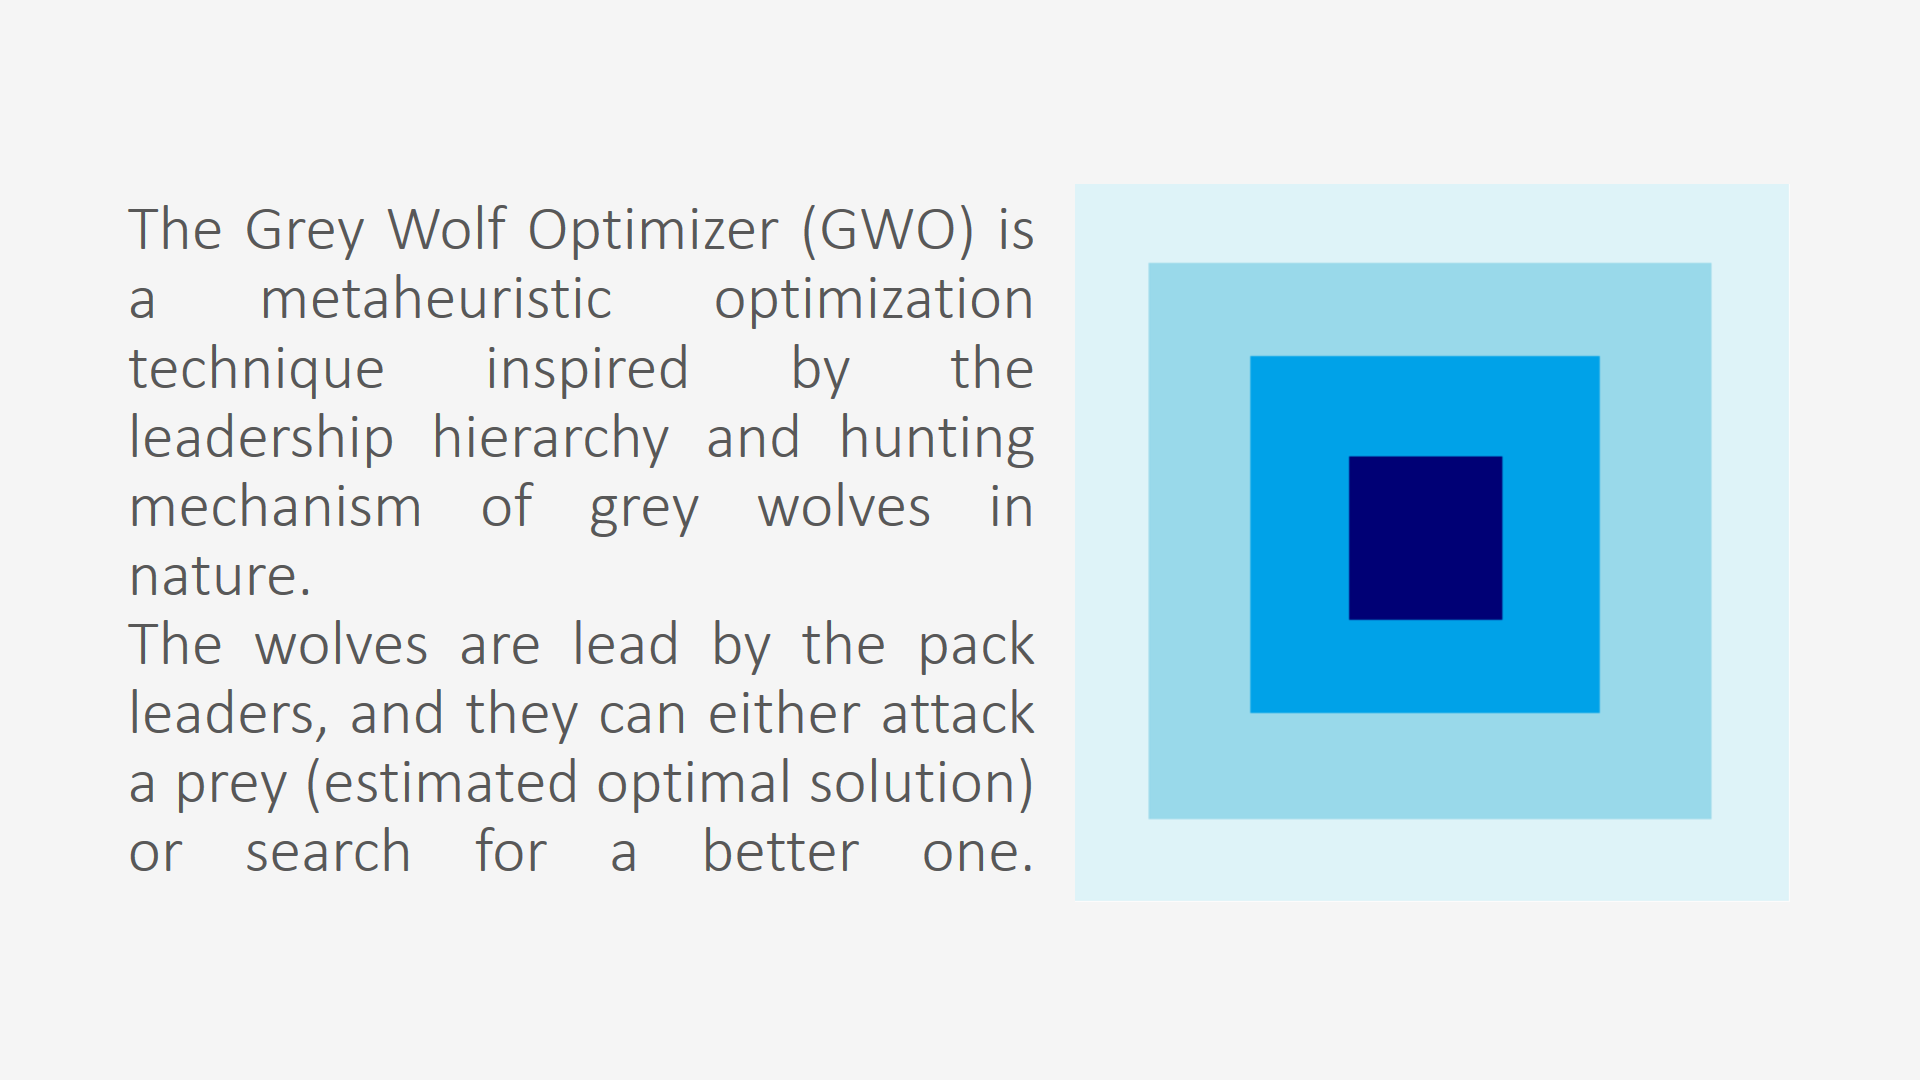 The Grey Wolf Optimizer (GWO) is
a metaheuristic optimization
technique inspired by the
leadership hierarchy and hunting
mechanism of grey wolves in
nature.
The wolves are lead by the pack
leaders, and they can either attack
a prey (estimated optimal solution)
or search for a better one.